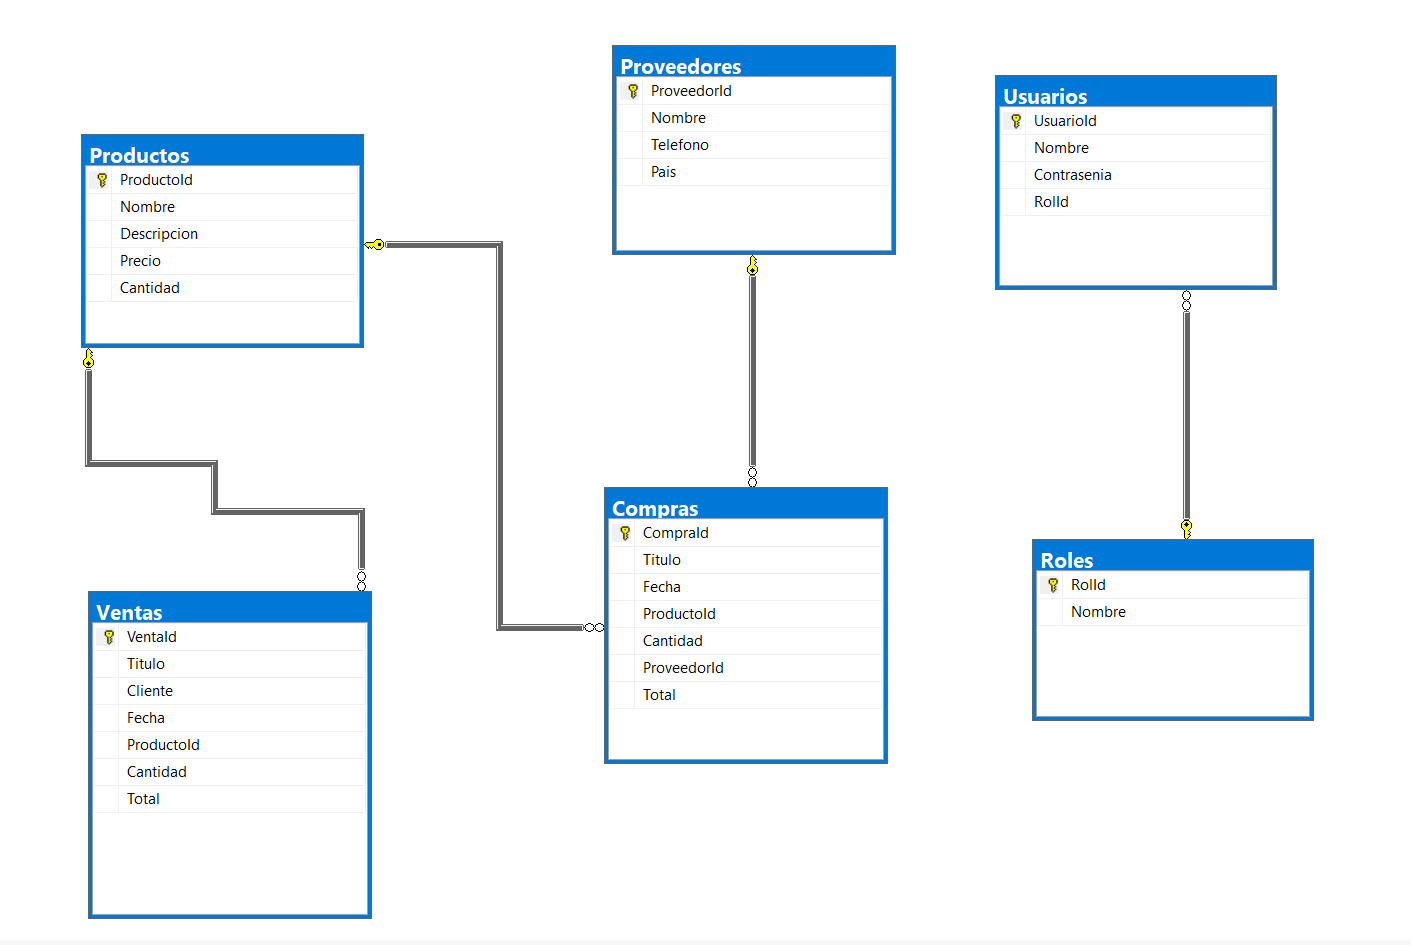 Productos
ProductoId
Nombre
Descripcion
Precio
Cantidad
Proveedores
ProveedorId
Nombre
Telefono
Pais
Usuarios
UsuarioId
Nombre
Contrasenia
RolId
Ventas
VentaId
Titulo
Cliente
Fecha
ProductoId
Cantidad
Total
Compras
CompraId
Titulo
Fecha
ProductoId
Cantidad
ProveedorId
Total
Roles
RolId
Nombre